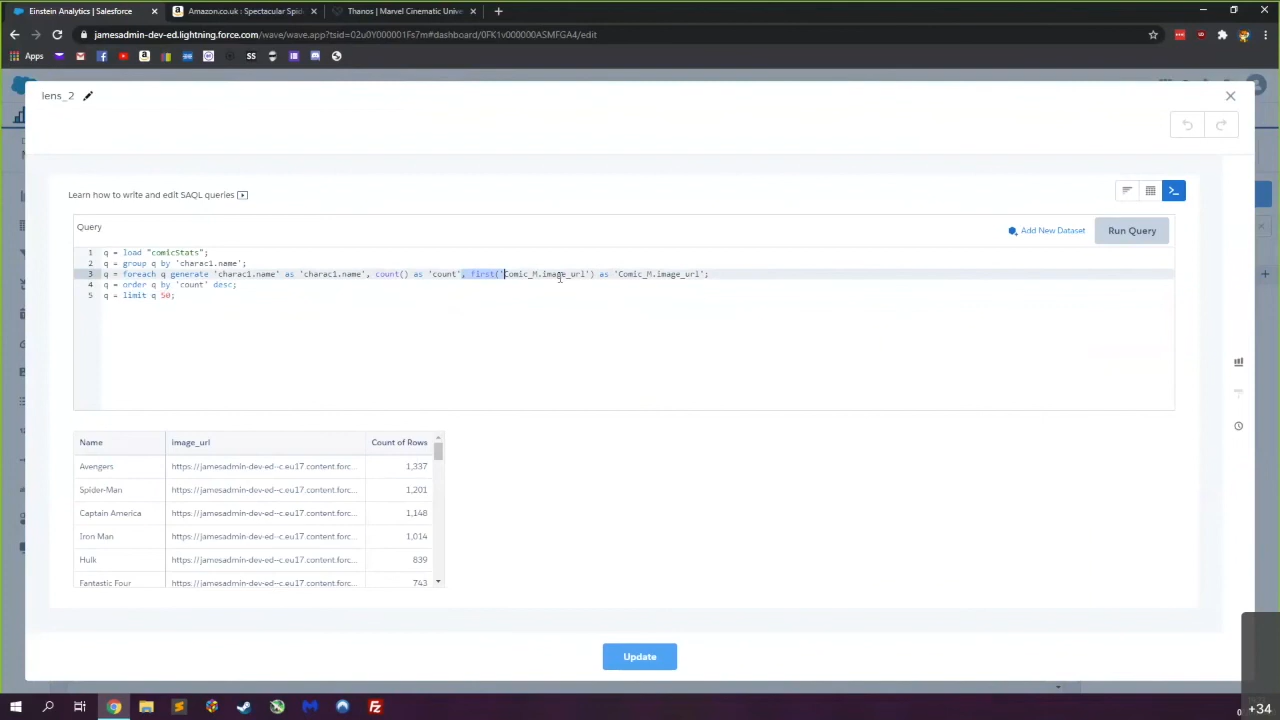 Einstein Analytics | Salesforce
Amazon.co.uk : Spectacular Spid
Thanos | Marvel Cinematic Unive
jamesadmin-dev-ed.lightning.force.com/wave/wave.app?tsid=02u0Y000001Fs7m#dashboard/0FK1v000000ASMFGA4/edit
Apps
lens_2
Learn how to write and edit SAQL queries
Query
Add New Dataset
Run Query
1 q = load "comicStats";
2 q = group q by 'charac1.name';
3 q = foreach q generate 'charac1.name' as 'charac1.name', count() as 'count', first('Comic_M.image_url') as 'Comic_M.image_url';
4 q = order q by 'count' desc;
5 q = limit q 50;
Name image_url Count of Rows
Avengers https://jamesadmin-dev-ed--c.eu17.content.forc... 1,337
Spider-Man https://jamesadmin-dev-ed--c.eu17.content.forc... 1,201
Captain America https://jamesadmin-dev-ed--c.eu17.content.forc... 1,148
Iron Man https://jamesadmin-dev-ed--c.eu17.content.forc... 1,014
Hulk https://jamesadmin-dev-ed--c.eu17.content.forc... 839
Fantastic Four https://jamesadmin-dev-ed--c.eu17.content.forc... 743
Update
+34